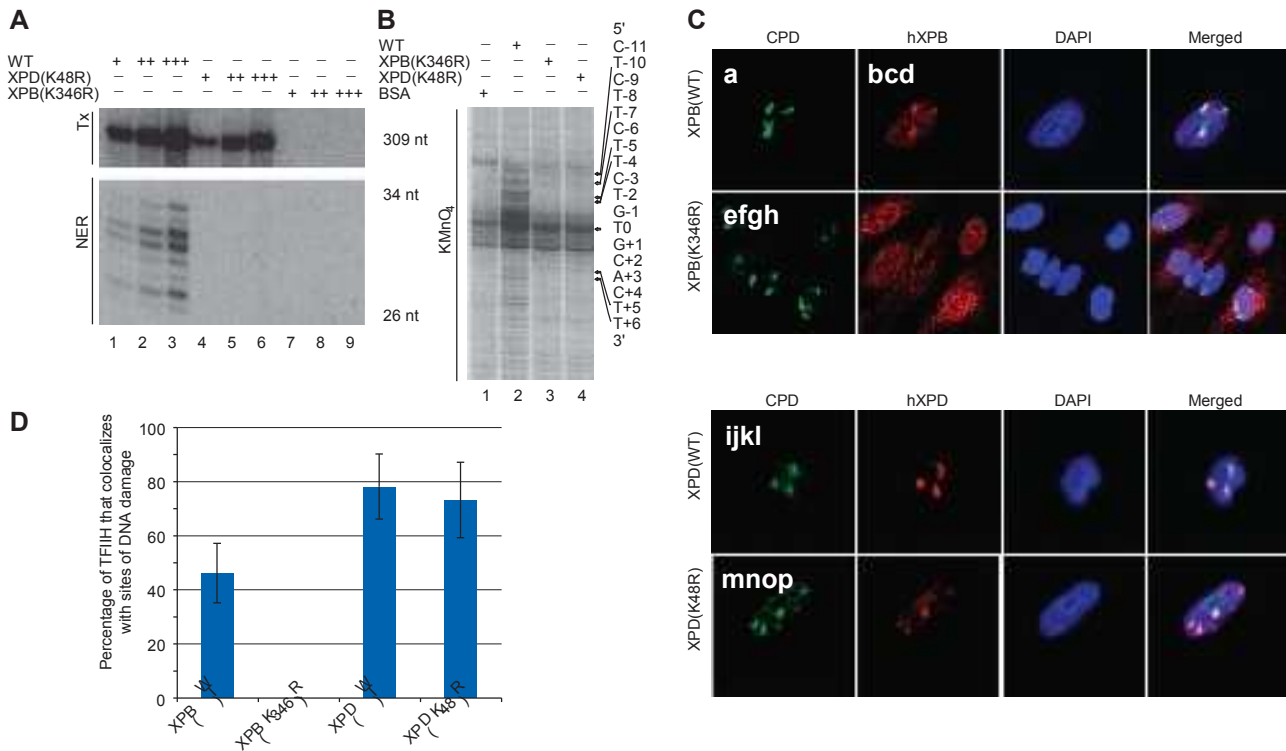 A
WT + ++ +++ – – – – – –
XPD(K48R) – – – + ++ +++ – – –
XPB(K346R) – – – – – – + ++ +++
Tx
309 nt
34 nt
NER
26 nt
1 2 3 4 5 6 7 8 9
B
WT – + – –
XPB(K346R) – – + –
XPD(K48R) – – – +
BSA + – – –
KMnO4
1 2 3 4
5'
C-11
T-10
C-9
T-8
T-7
C-6
T-5
T-4
C-3
T-2
G-1
T0
G+1
C+2
A+3
C+4
T+5
T+6
3'
C
CPD hXPB DAPI Merged
XPB(WT)
a bcd
XPB(K346R)
efgh
CPD hXPD DAPI Merged
XPD(WT)
ijkl
XPD(K48R)
mnop
D
Percentage of TFIIH that colocalizes
with sites of DNA damage
100
80
60
40
20
0
XPB(WT) XPB(K346R) XPD(WT) XPD(K48R)